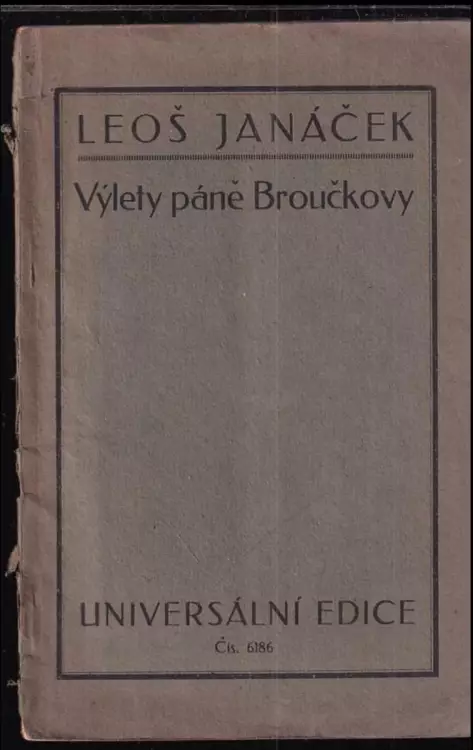 LEOŠ JANÁČEK
Výlety páně Broučkovy
UNIVERSÁLNÍ EDICE
Čís. 6186